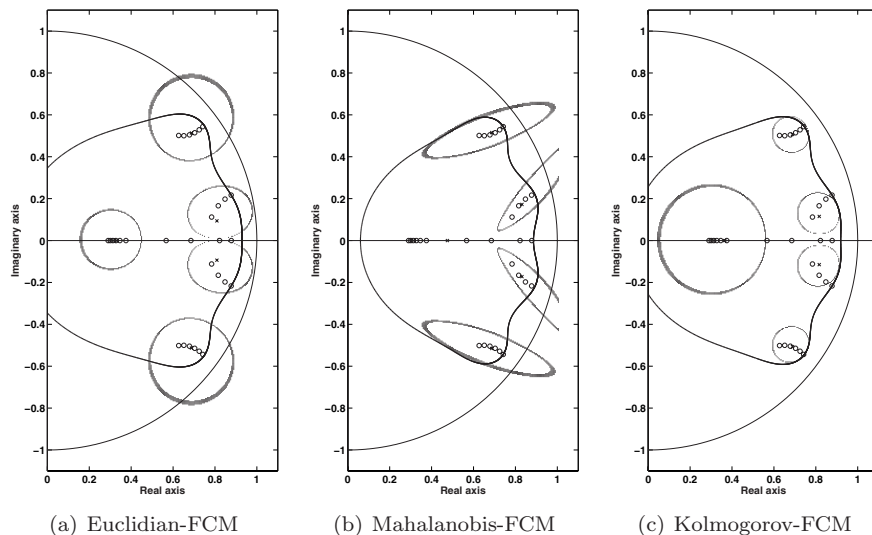 1
0.8
0.6
0.4
0.2
0
−0.2
−0.4
−0.6
−0.8
−1
Imaginary axis
0 0.2 0.4 0.6 0.8 1
Real axis
(a) Euclidian-FCM
1
0.8
0.6
0.4
0.2
0
−0.2
−0.4
−0.6
−0.8
−1
Imaginary axis
0 0.2 0.4 0.6 0.8 1
Real axis
(b) Mahalanobis-FCM
1
0.8
0.6
0.4
0.2
0
−0.2
−0.4
−0.6
−0.8
−1
Imaginary axis
0 0.2 0.4 0.6 0.8 1
Real axis
(c) Kolmogorov-FCM